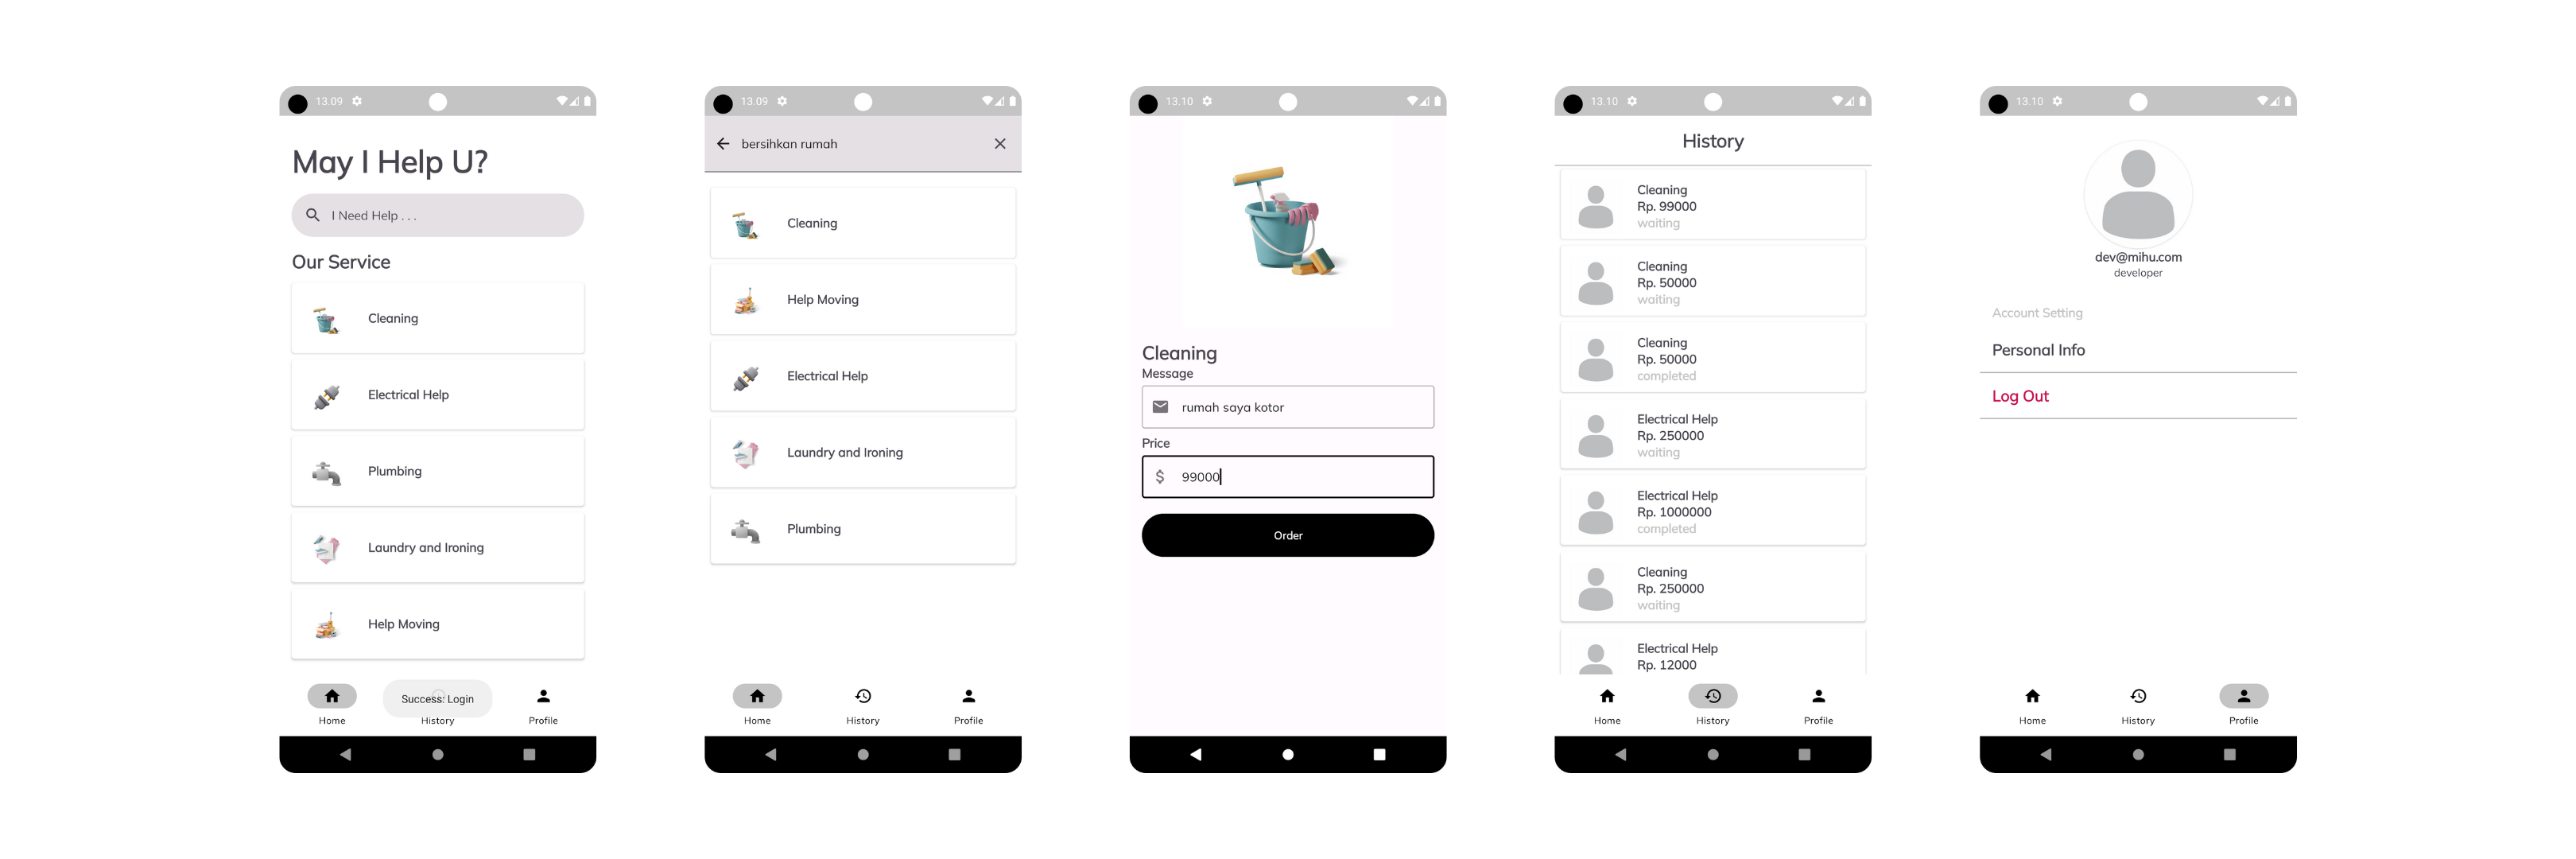 13.09
May I Help U?
I Need Help . . .
Our Service
Cleaning
Electrical Help
Plumbing
Laundry and Ironing
Help Moving
Success: Login
Home
History
Profile
13.09
bersihkan rumah
Cleaning
Help Moving
Electrical Help
Laundry and Ironing
Plumbing
Home
History
Profile
13.10
Cleaning
Message
rumah saya kotor
Price
$ 99000
Order
13.10
History
Cleaning
Rp. 99000
waiting
Cleaning
Rp. 50000
waiting
Cleaning
Rp. 50000
completed
Electrical Help
Rp. 250000
waiting
Electrical Help
Rp. 1000000
completed
Cleaning
Rp. 250000
waiting
Electrical Help
Rp. 12000
Home
History
Profile
13.10
dev@mihu.com
developer
Account Setting
Personal Info
Log Out
Home
History
Profile